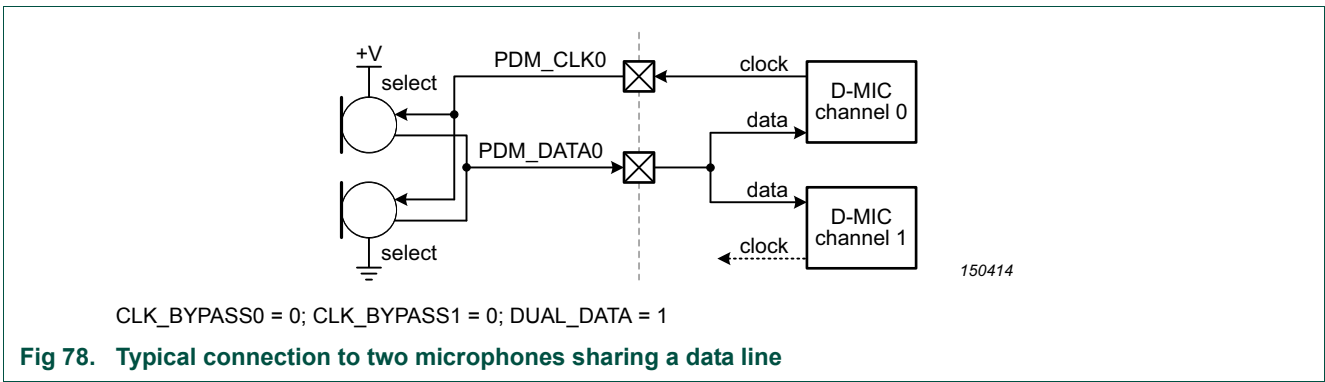 +V
select
PDM_CLK0
clock
D-MIC
channel 0
data
PDM_DATA0
data
D-MIC
channel 1
clock
select
150414
CLK_BYPASS0 = 0; CLK_BYPASS1 = 0; DUAL_DATA = 1
Fig 78. Typical connection to two microphones sharing a data line